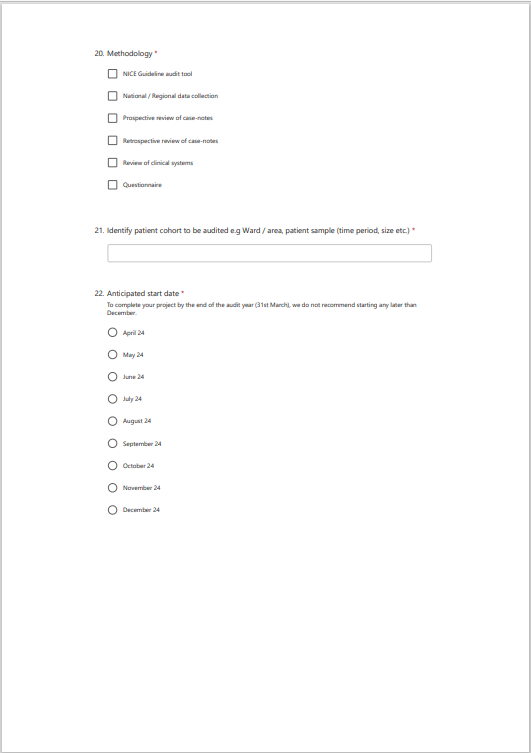 20. Methodology *
NICE Guideline audit tool
National / Regional data collection
Prospective review of case-notes
Retrospective review of case-notes
Review of clinical systems
Questionnaire
21. Identify patient cohort to be audited e.g Ward / area, patient sample (time period, size etc.) *
22. Anticipated start date *
To complete your project by the end of the audit year (31st March), we do not recommend starting any later than
December.
April 24
May 24
June 24
July 24
August 24
September 24
October 24
November 24
December 24